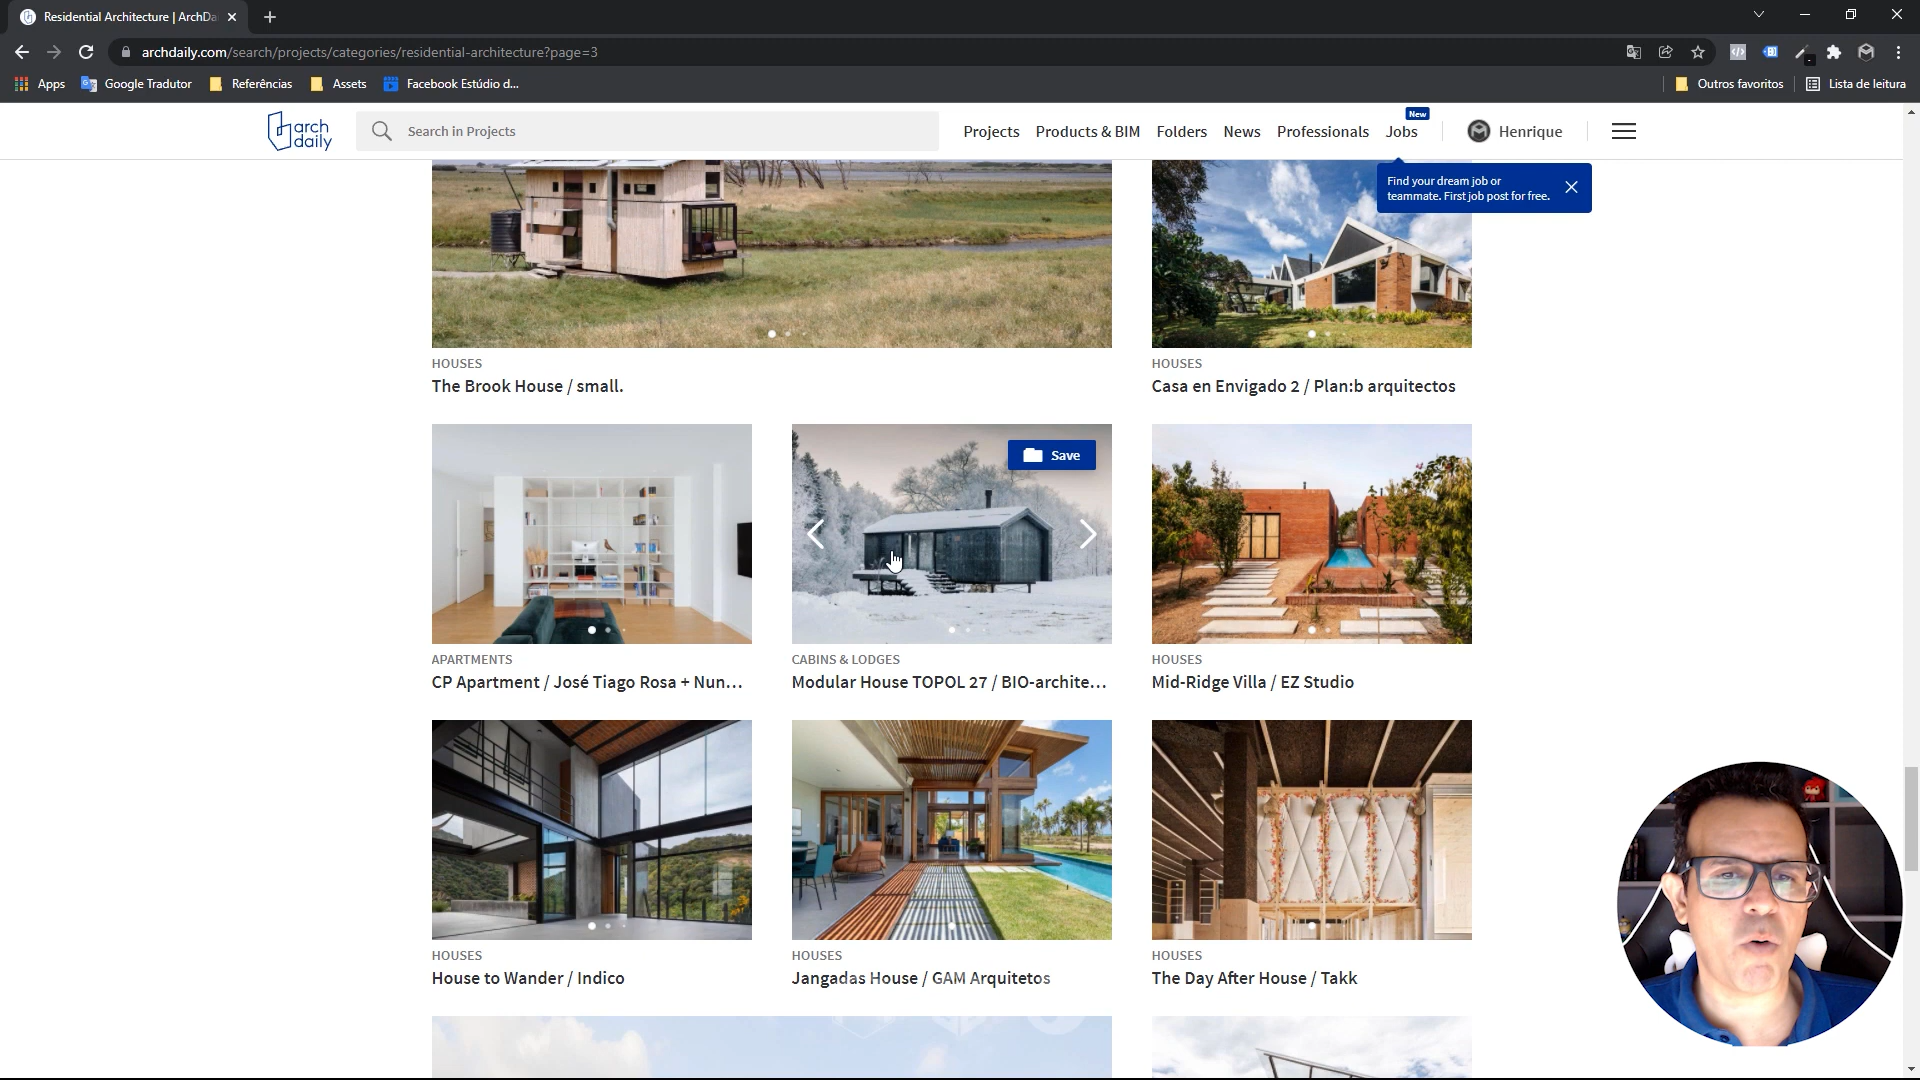 Residential Architecture | ArchDa
archdaily.com/search/projects/categories/residential-architecture?page=3
Apps
Google Tradutor
Referências
Assets
Facebook Estúdio d...
Outros favoritos
Lista de leitura
arch
daily
Search in Projects
Projects
Products & BIM
Folders
News
Professionals
Jobs
New
Henrique
Find your dream job or
teammate. First job post for free.
HOUSES
The Brook House / small.
HOUSES
Casa en Envigado 2 / Plan:b arquitectos
Save
APARTMENTS
CP Apartment / José Tiago Rosa + Nun...
CABINS & LODGES
Modular House TOPOL 27 / BIO-archite...
HOUSES
Mid-Ridge Villa / EZ Studio
HOUSES
House to Wander / Indico
HOUSES
Jangadas House / GAM Arquitetos
HOUSES
The Day After House / Takk